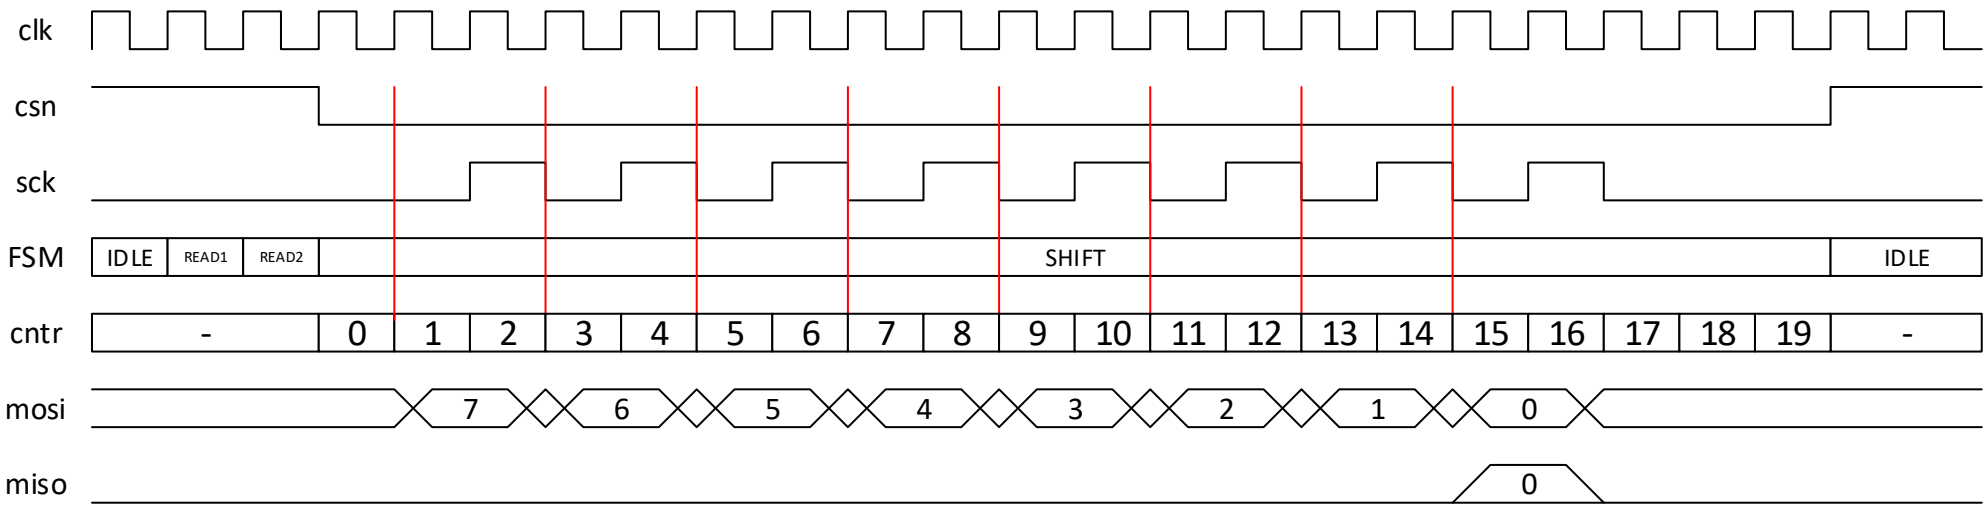 clk
csn
sck
FSM IDLE READ1 READ2 SHIFT IDLE
cntr - 0 1 2 3 4 5 6 7 8 9 10 11 12 13 14 15 16 17 18 19 -
mosi 7 6 5 4 3 2 1 0
miso 0